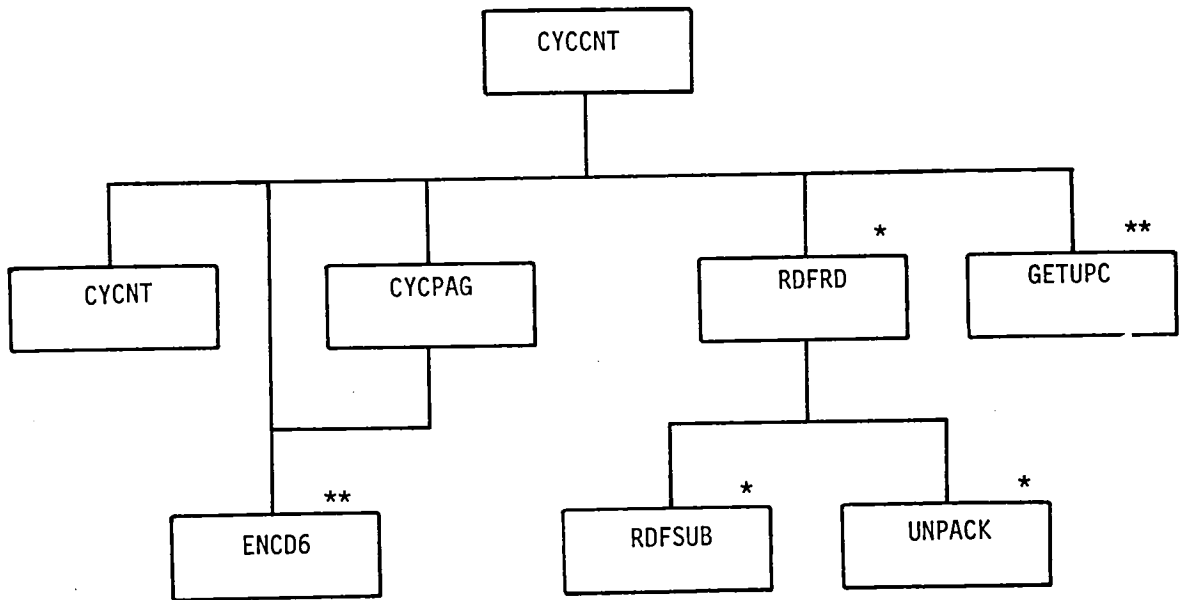 CYCCNT
*
**
CYCNT
CYCPAG
RDFRD
GETUPC
**
*
*
ENCD6
RDFSUB
UNPACK